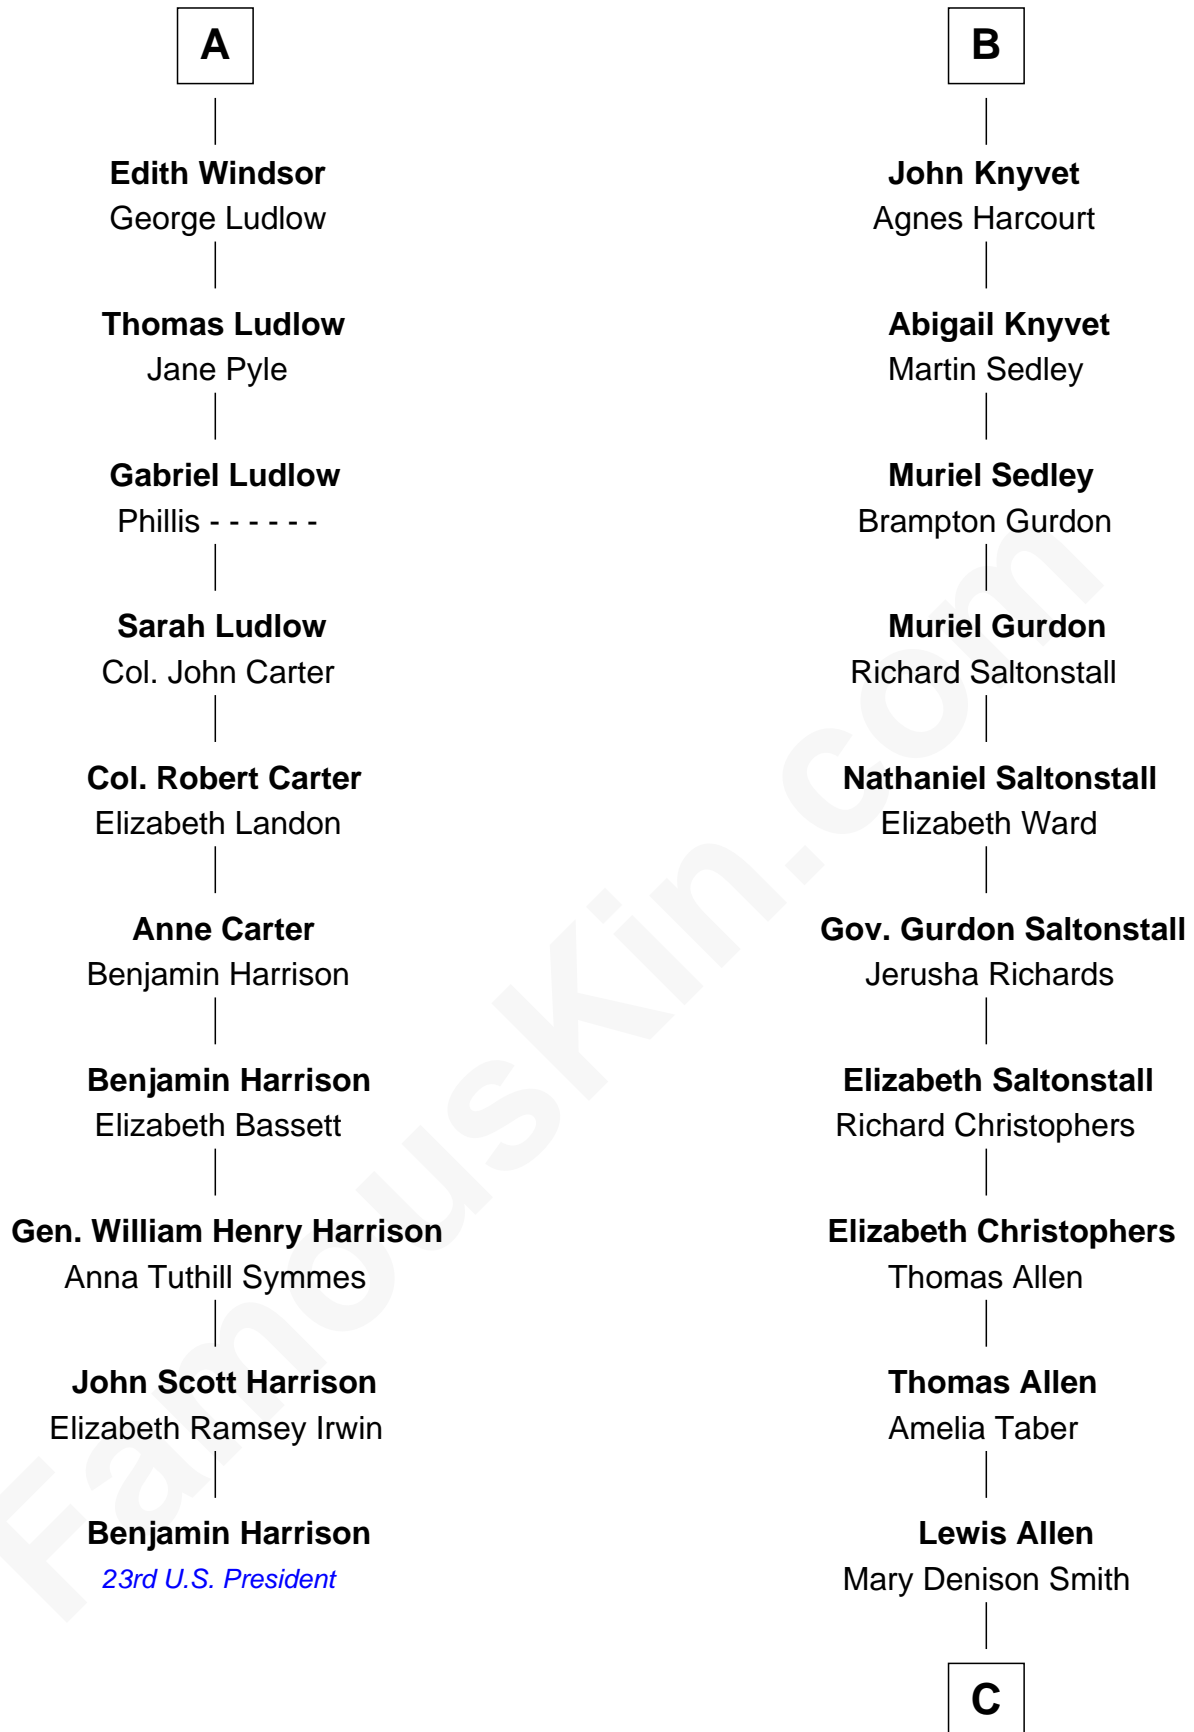 A
Edith Windsor
George Ludlow
Thomas Ludlow
Jane Pyle
Gabriel Ludlow
Phillis - - - - - -
Sarah Ludlow
Col. John Carter
Col. Robert Carter
Elizabeth Landon
Anne Carter
Benjamin Harrison
Benjamin Harrison
Elizabeth Bassett
Gen. William Henry Harrison
Anna Tuthill Symmes
John Scott Harrison
Elizabeth Ramsey Irwin
Benjamin Harrison
23rd U.S. President
B
John Knyvet
Agnes Harcourt
Abigail Knyvet
Martin Sedley
Muriel Sedley
Brampton Gurdon
Muriel Gurdon
Richard Saltonstall
Nathaniel Saltonstall
Elizabeth Ward
Gov. Gurdon Saltonstall
Jerusha Richards
Elizabeth Saltonstall
Richard Christophers
Elizabeth Christophers
Thomas Allen
Thomas Allen
Amelia Taber
Lewis Allen
Mary Denison Smith
C
FamousKin.com